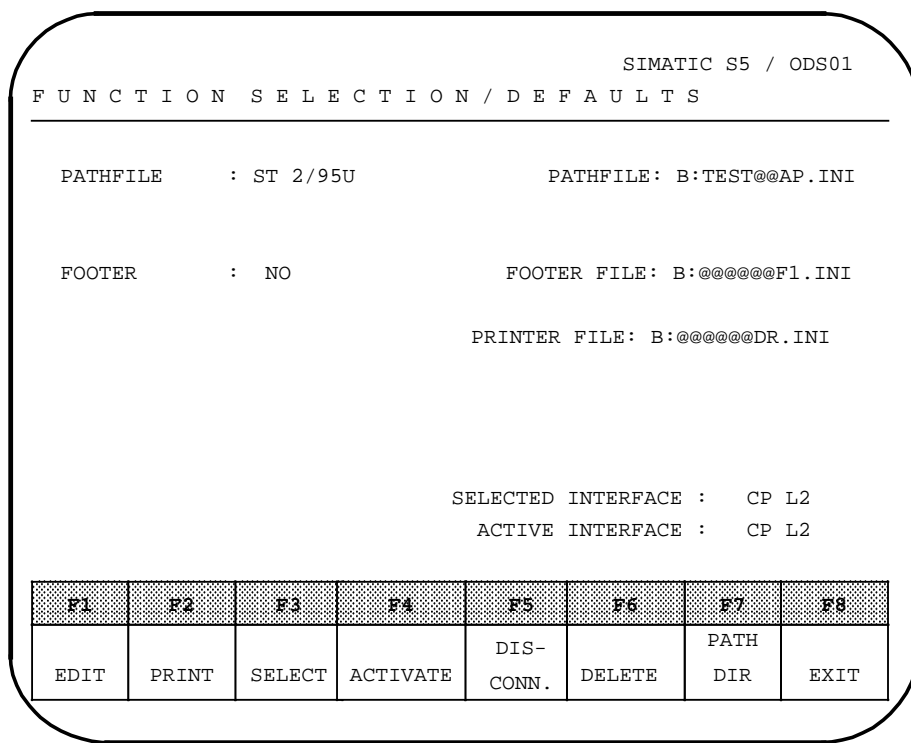 SIMATIC S5 / ODS01
F U N C T I O N  S E L E C T I O N / D E F A U L T S
PATHFILE : ST 2/95U PATHFILE: B:TEST@@AP.INI
FOOTER : NO FOOTER FILE: B:@@@@@@F1.INI
PRINTER FILE: B:@@@@@@DR.INI
SELECTED INTERFACE : CP L2
ACTIVE INTERFACE : CP L2
F1 F2 F3 F4 F5 F6 F7 F8
DIS- PATH
EDIT PRINT SELECT ACTIVATE CONN. DELETE DIR EXIT